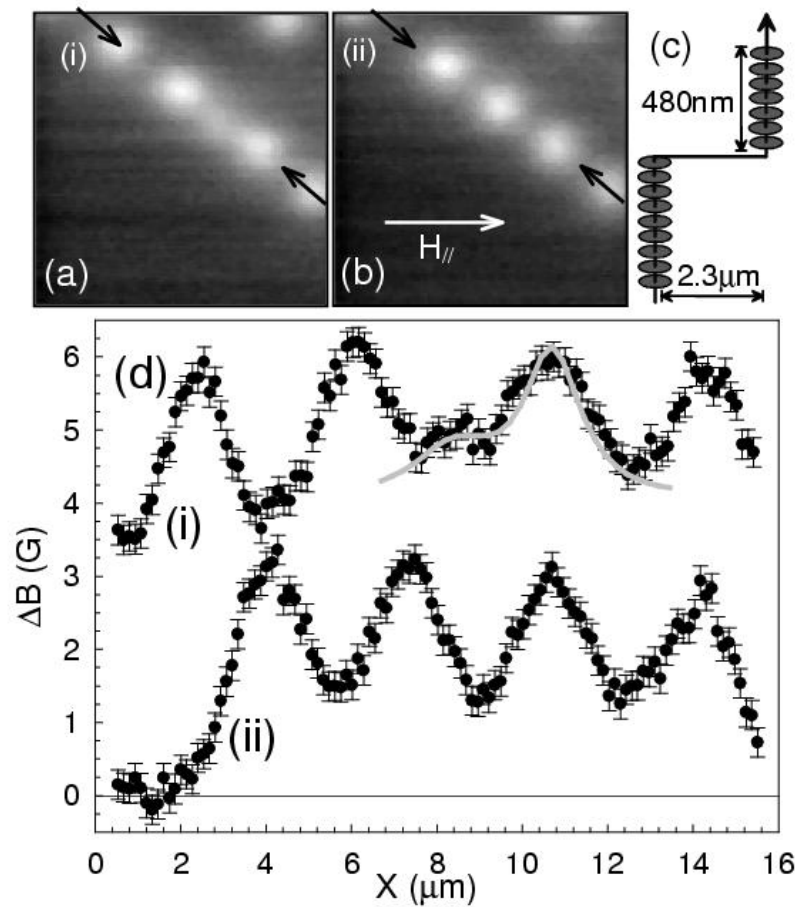 (i)
(ii)
(c)
480nm
2.3μm
H//
(a)
(b)
(d)
6
5
4
3
2
1
0
ΔB (G)
(i)
(ii)
0 2 4 6 8 10 12 14 16
X (μm)